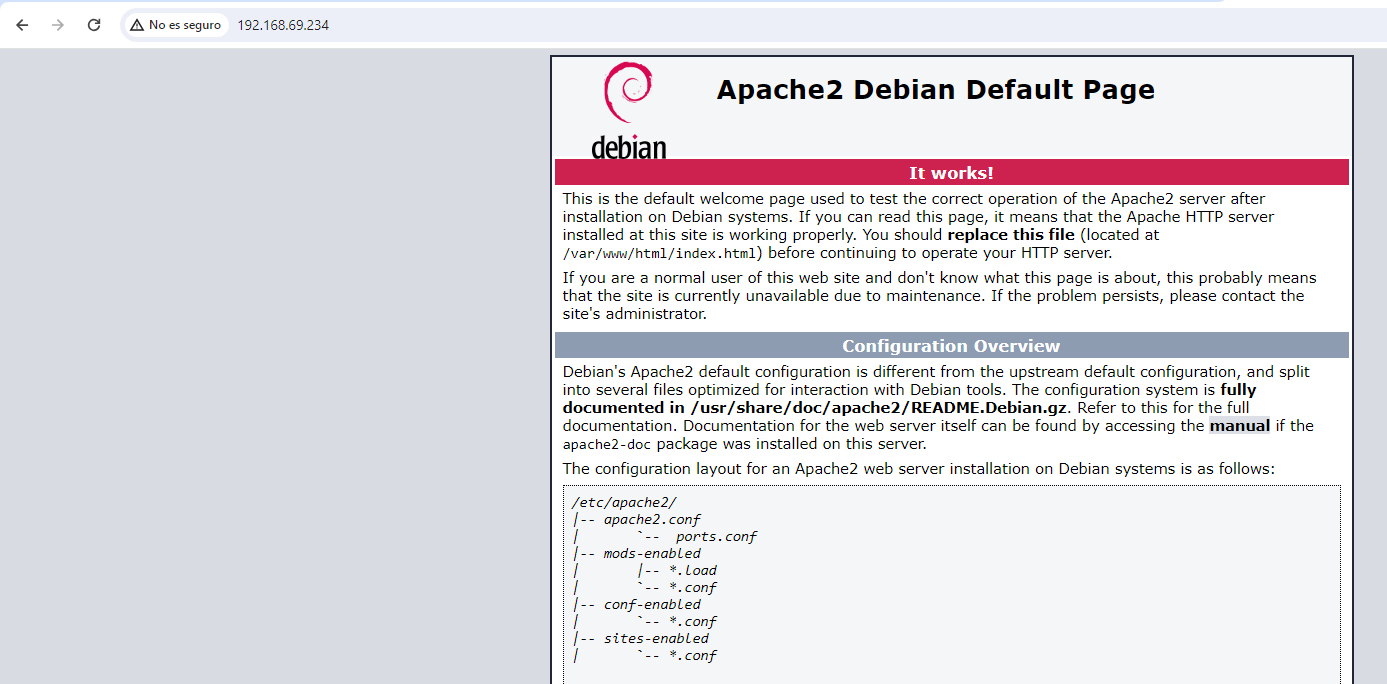 No es seguro 192.168.69.234
debian
Apache2 Debian Default Page
It works!
This is the default welcome page used to test the correct operation of the Apache2 server after
installation on Debian systems. If you can read this page, it means that the Apache HTTP server
installed at this site is working properly. You should replace this file (located at
/var/www/html/index.html) before continuing to operate your HTTP server.
If you are a normal user of this web site and don't know what this page is about, this probably means
that the site is currently unavailable due to maintenance. If the problem persists, please contact the
site's administrator.
Configuration Overview
Debian's Apache2 default configuration is different from the upstream default configuration, and split
into several files optimized for interaction with Debian tools. The configuration system is fully
documented in /usr/share/doc/apache2/README.Debian.gz. Refer to this for the full
documentation. Documentation for the web server itself can be found by accessing the manual if the
apache2-doc package was installed on this server.
The configuration layout for an Apache2 web server installation on Debian systems is as follows:
/etc/apache2/
|-- apache2.conf
|       `--  ports.conf
|-- mods-enabled
|       |-- *.load
|       `-- *.conf
|-- conf-enabled
|       `-- *.conf
|-- sites-enabled
|       `-- *.conf